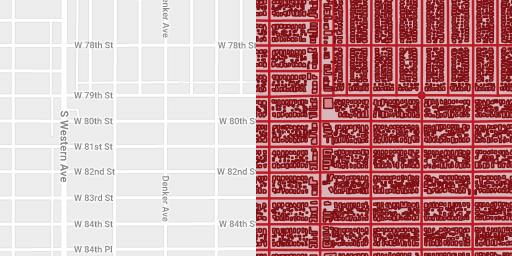 Denker Ave
W 78th St
W 78th St
W 79th St
W 80th St
W 80th St
S Western Ave
W 81st St
W 82nd St
W 82nd S
Denker Ave
W 83rd St
W 84th St
W 84th St
W 84th Pl